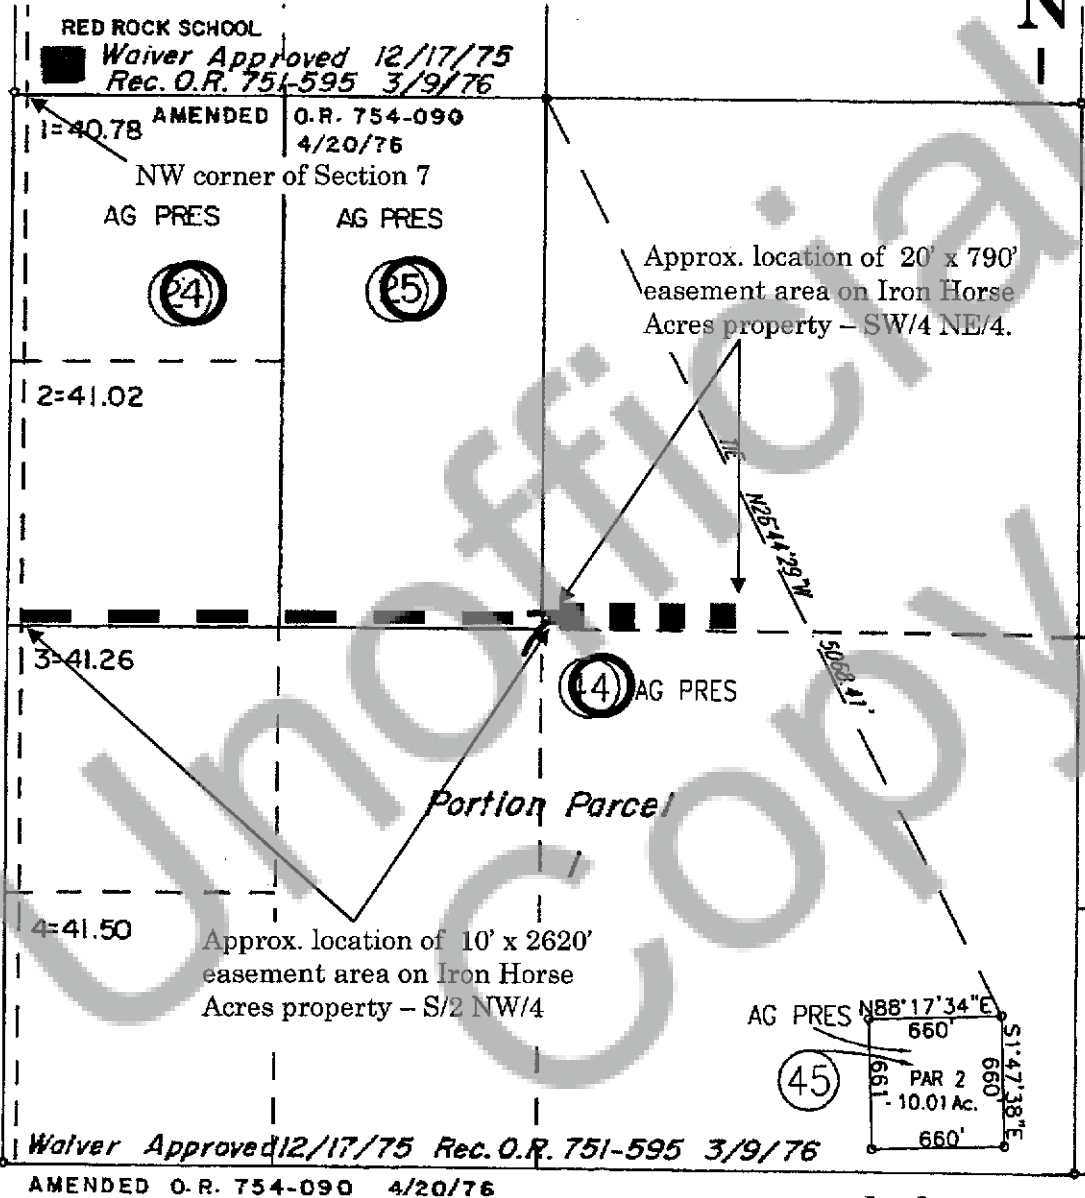 N
RED ROCK SCHOOL
Waiver Approved 12/17/75
Rec. O.R. 751-595 3/9/76
1=40.78 AMENDED O.R. 754-090
4/20/76
NW corner of Section 7
AG PRES AG PRES
24 25
Approx. location of 20' x 790'
easement area on Iron Horse
Acres property – SW/4 NE/4.
2=41.02
TIE
N26°44'29"W
5068.41'
3=41.26
AG PRES
Portion Parcel
1
4=41.50
Approx. location of 10' x 2620'
easement area on Iron Horse
Acres property – S/2 NW/4
AG PRES N88°17'34"E
660'
45
661
PAR 2
10.01 Ac.
660'
S1°47'38"E
660'
Waiver Approved 12/17/75 Rec. O.R. 751-595 3/9/76
AMENDED O.R. 754-090 4/20/76
Unofficial
Copy